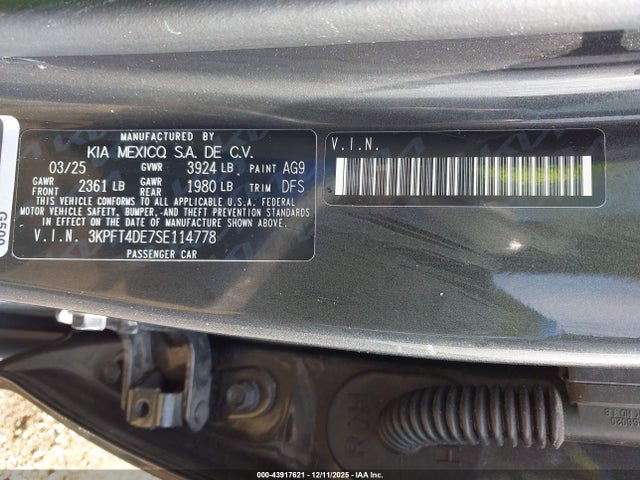 MANUFACTURED BY
KIA MEXICO, S.A. DE C.V.
03/25 GVWR 3924 LB PAINT AG9
GAWR FRONT 2361 LB GAWR REAR 1980 LB TRIM DFS
THIS VEHICLE CONFORMS TO ALL APPLICABLE U.S.A. FEDERAL
MOTOR VEHICLE SAFETY, BUMPER, AND THEFT PREVENTION STANDARDS
IN EFFECT ON THE DATE OF MANUFACTURE SHOWN ABOVE.
V.I.N. 3KPFT4DE7SE114778
PASSENGER CAR
V.I.N.
G500
000-43917621 - 12/11/2025 - IAA Inc.